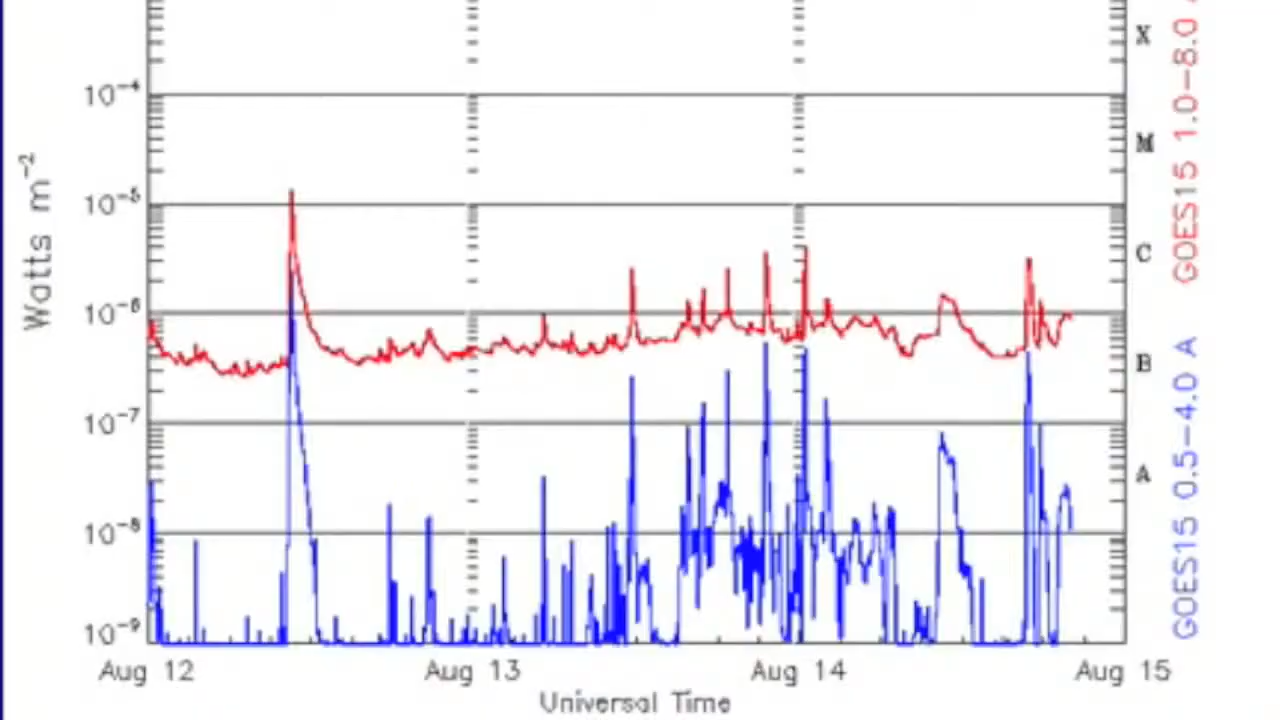 10⁻⁴
10⁻⁵
10⁻⁶
10⁻⁷
10⁻⁸
10⁻⁹
Watts m⁻²
Aug 12
Aug 13
Aug 14
Aug 15
Universal Time
X
M
C
B
A
GOES15 1.0–8.0
GOES15 0.5–4.0 A